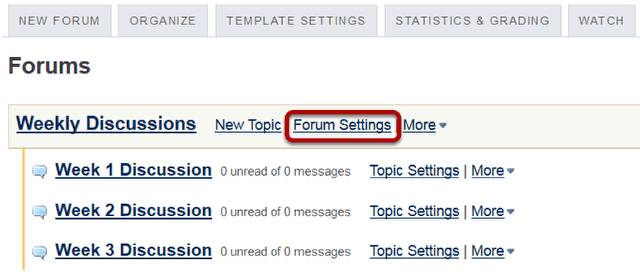 NEW FORUM ORGANIZE TEMPLATE SETTINGS STATISTICS & GRADING WATCH
Forums
Weekly Discussions New Topic Forum Settings More
Week 1 Discussion 0 unread of 0 messages Topic Settings | More
Week 2 Discussion 0 unread of 0 messages Topic Settings | More
Week 3 Discussion 0 unread of 0 messages Topic Settings | More